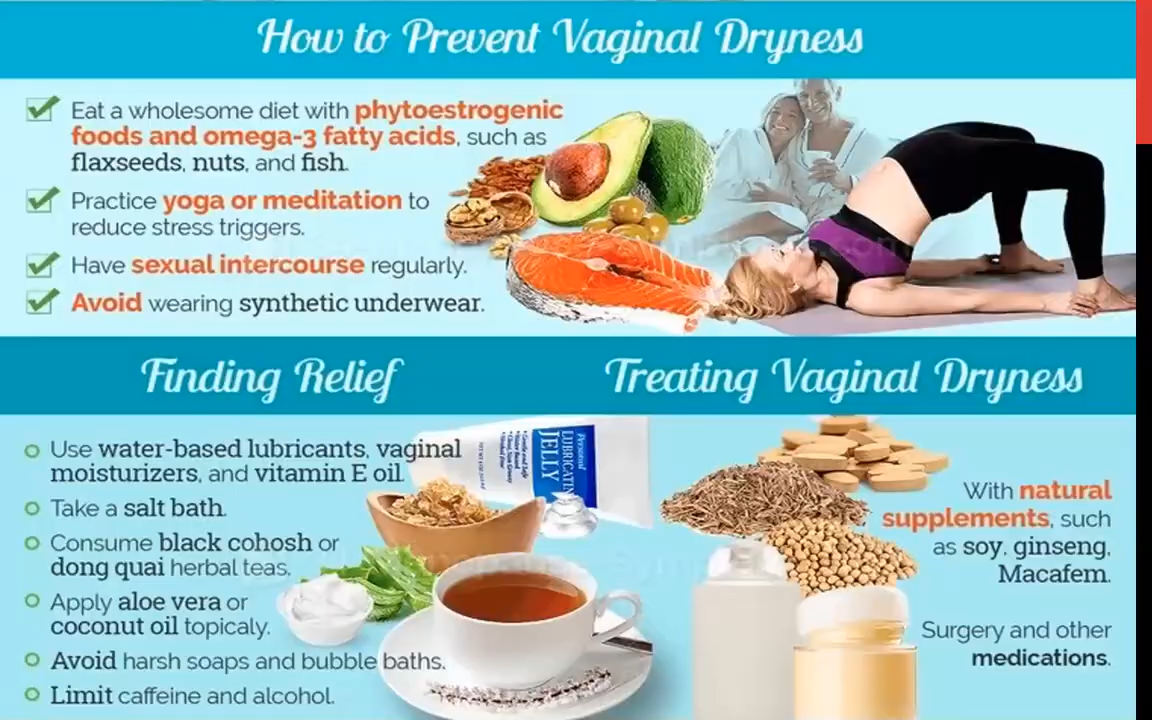 How to Prevent Vaginal Dryness
Eat a wholesome diet with phytoestrogenic
foods and omega-3 fatty acids, such as
flaxseeds, nuts, and fish.
Practice yoga or meditation to
reduce stress triggers.
Have sexual intercourse regularly.
Avoid wearing synthetic underwear.
Finding Relief
Use water-based lubricants, vaginal
moisturizers, and vitamin E oil.
Take a salt bath.
Consume black cohosh or
dong quai herbal teas.
Apply aloe vera or
coconut oil topicaly.
Avoid harsh soaps and bubble baths.
Limit caffeine and alcohol.
Personal
LUBRICATING
JELLY
Treating Vaginal Dryness
With natural
supplements, such
as soy, ginseng,
Macafem.
Surgery and other
medications.